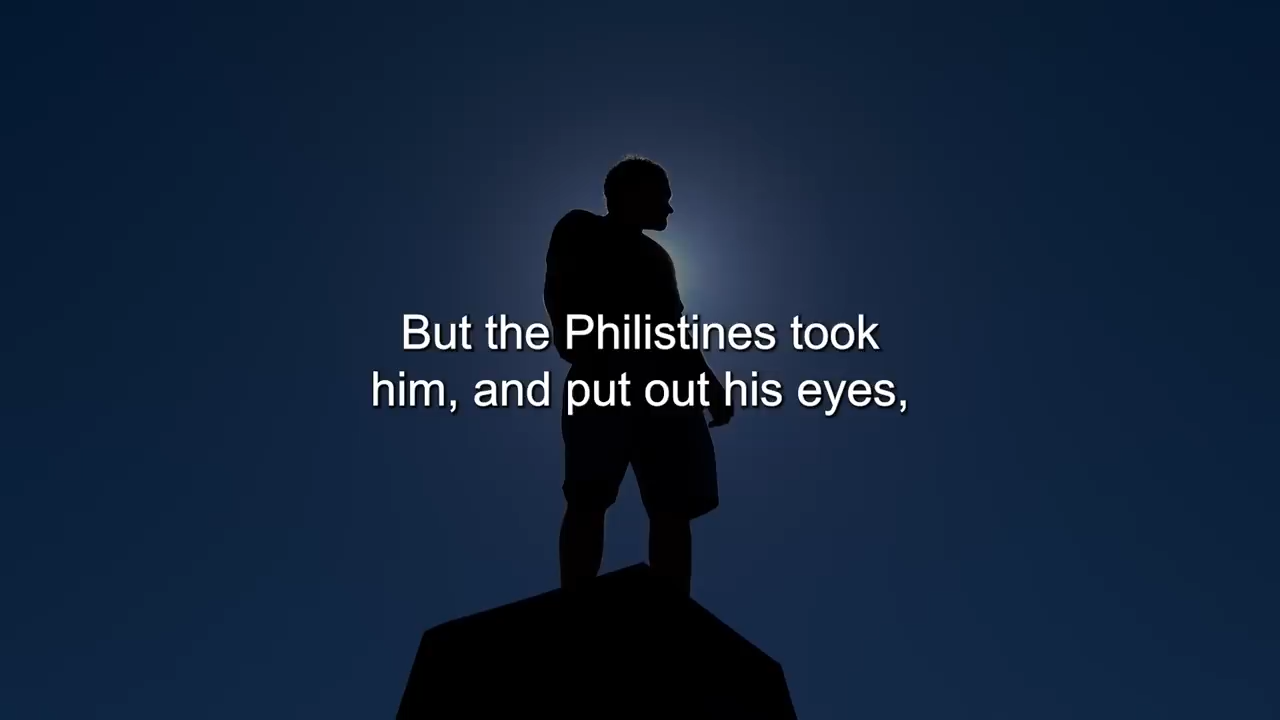 But the Philistines took
him, and put out his eyes,